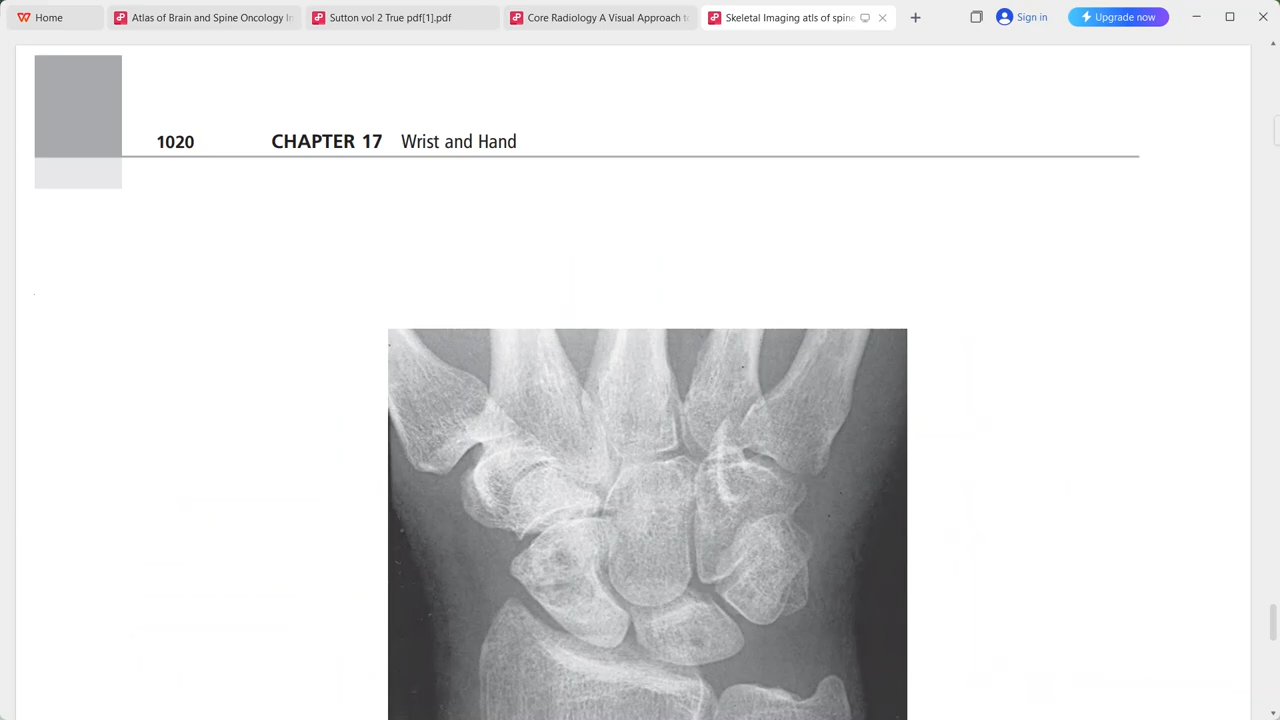 Home
Atlas of Brain and Spine Oncology
Sutton vol 2 True pdf[1].pdf
Core Radiology A Visual Approach
Skeletal Imaging atls of spine
Sign in
Upgrade now
1020 CHAPTER 17 Wrist and Hand